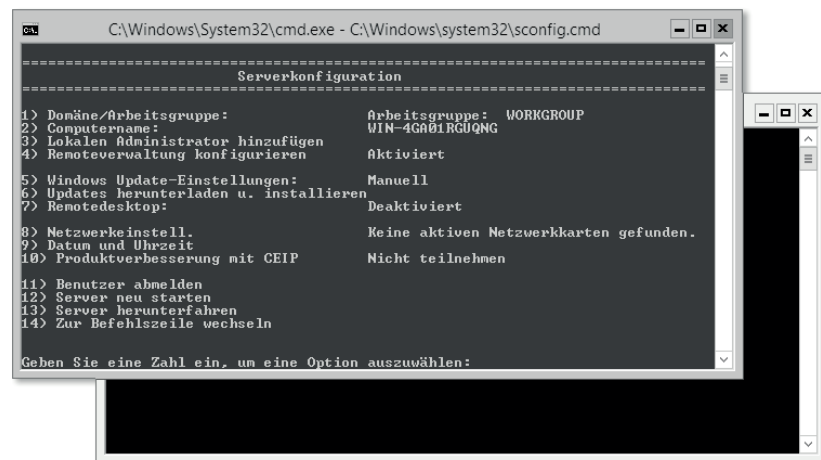 C:\Windows\System32\cmd.exe - C:\Windows\system32\sconfig.cmd
===============================================================================
Serverkonfiguration
===============================================================================
1) Domäne/Arbeitsgruppe: Arbeitsgruppe: WORKGROUP
2) Computername: WIN-4GA01RGUQNG
3) Lokalen Administrator hinzufügen
4) Remoteverwaltung konfigurieren Aktiviert
5) Windows Update-Einstellungen: Manuell
6) Updates herunterladen u. installieren
7) Remotedesktop: Deaktiviert
8) Netzwerkeinstell. Keine aktiven Netzwerkkarten gefunden.
9) Datum und Uhrzeit
10) Produktverbesserung mit CEIP Nicht teilnehmen
11) Benutzer abmelden
12) Server neu starten
13) Server herunterfahren
14) Zur Befehlszeile wechseln
Geben Sie eine Zahl ein, um eine Option auszuwählen: